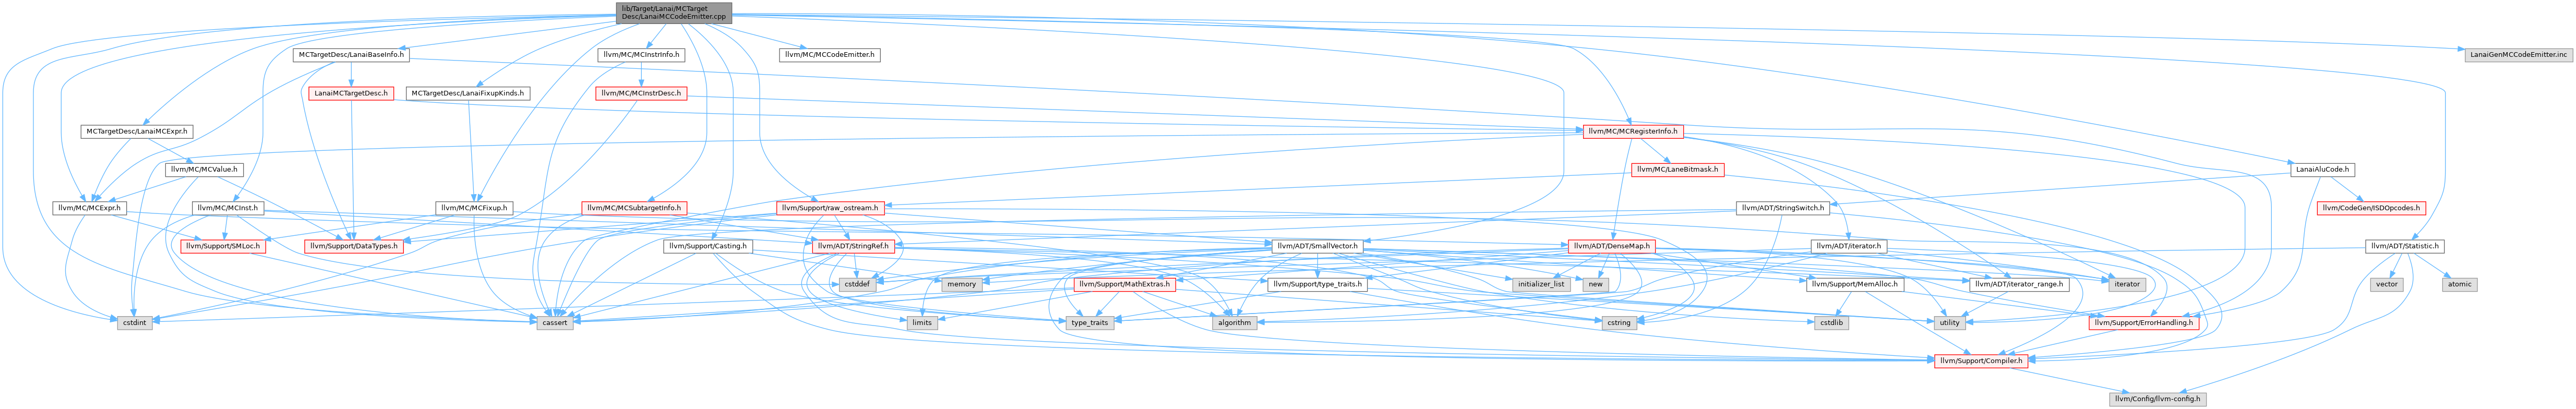 lib/Target/Lanai/MCTarget
Desc/LanaiMCCodeEmitter.cpp
MCTargetDesc/LanaiBaseInfo.h
llvm/MC/MCInstrInfo.h
llvm/MC/MCCodeEmitter.h
LanaiGenMCCodeEmitter.inc
LanaiMCTargetDesc.h
MCTargetDesc/LanaiFixupKinds.h
llvm/MC/MCInstrDesc.h
MCTargetDesc/LanaiMCExpr.h
llvm/MC/MCRegisterInfo.h
llvm/MC/MCValue.h
llvm/MC/LaneBitmask.h
LanaiAluCode.h
llvm/MC/MCExpr.h
llvm/MC/MCInst.h
llvm/MC/MCFixup.h
llvm/MC/MCSubtargetInfo.h
llvm/Support/raw_ostream.h
llvm/ADT/StringSwitch.h
llvm/CodeGen/ISDOpcodes.h
llvm/Support/SMLoc.h
llvm/Support/DataTypes.h
llvm/Support/Casting.h
llvm/ADT/StringRef.h
llvm/ADT/SmallVector.h
llvm/ADT/DenseMap.h
llvm/ADT/iterator.h
llvm/ADT/Statistic.h
cstddef
memory
llvm/Support/MathExtras.h
llvm/Support/type_traits.h
initializer_list
new
llvm/Support/MemAlloc.h
llvm/ADT/iterator_range.h
iterator
vector
atomic
cstdint
cassert
limits
type_traits
algorithm
cstring
cstdlib
utility
llvm/Support/ErrorHandling.h
llvm/Support/Compiler.h
llvm/Config/llvm-config.h